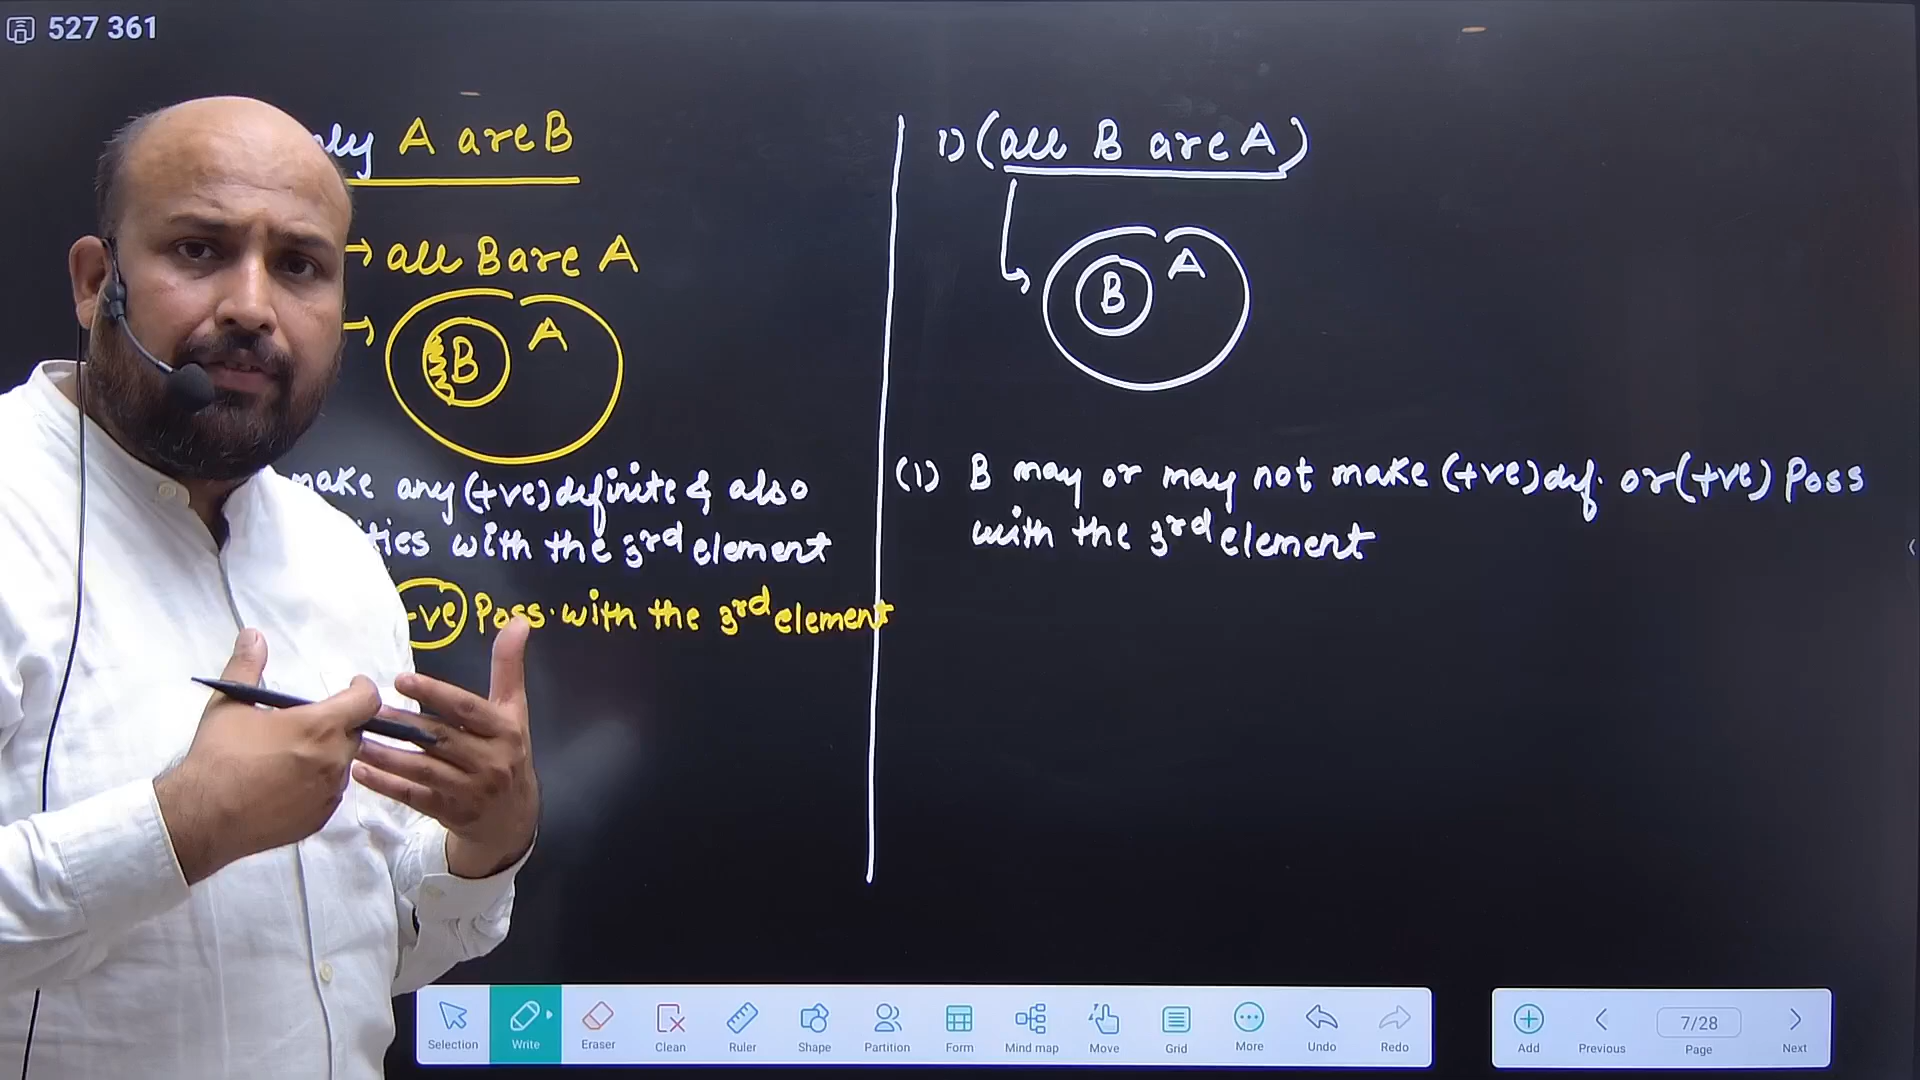 527 361
A are B
→ all B are A
→
B A
make any (+ve) definite & also
with the 3rd element
Poss. with the 3rd element
1) (all B are A)
B A
(1) B may or may not make (+ve) def. or (+ve) Poss
with the 3rd element
Selection Write Eraser Clean Ruler Shape Partition Form Mind map Move Grid More Undo Redo
Add Previous 7/28 Page Next